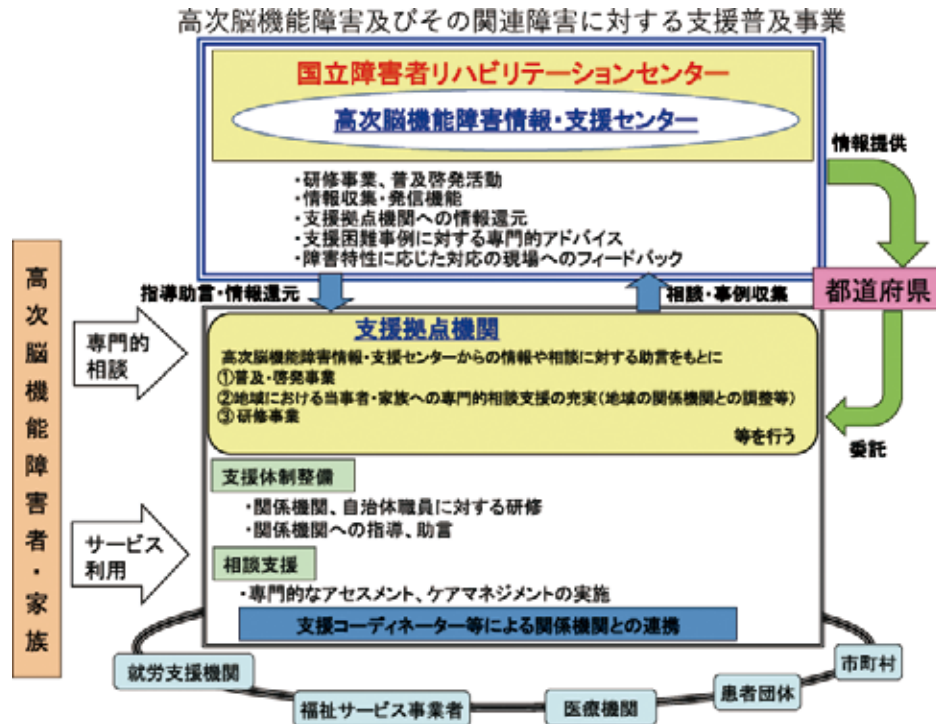 高次脳機能障害及びその関連障害に対する支援普及事業
国立障害者リハビリテーションセンター
高次脳機能障害情報・支援センター
・研修事業、普及啓発活動
・情報収集・発信機能
・支援拠点機関への情報還元
・支援困難事例に対する専門的アドバイス
・障害特性に応じた対応の現場へのフィードバック
情報提供
都道府県
委託
指導助言・情報還元
相談・事例収集
高次脳機能障害者・家族
専門的
相談
サービス
利用
支援拠点機関
高次脳機能障害情報・支援センターからの情報や相談に対する助言をもとに
①普及・啓発事業
②地域における当事者・家族への専門的相談支援の充実(地域の関係機関との調整等)
③研修事業
等を行う
支援体制整備
・関係機関、自治体職員に対する研修
・関係機関への指導、助言
相談支援
・専門的なアセスメント、ケアマネジメントの実施
支援コーディネーター等による関係機関との連携
就労支援機関
福祉サービス事業者
医療機関
患者団体
市町村